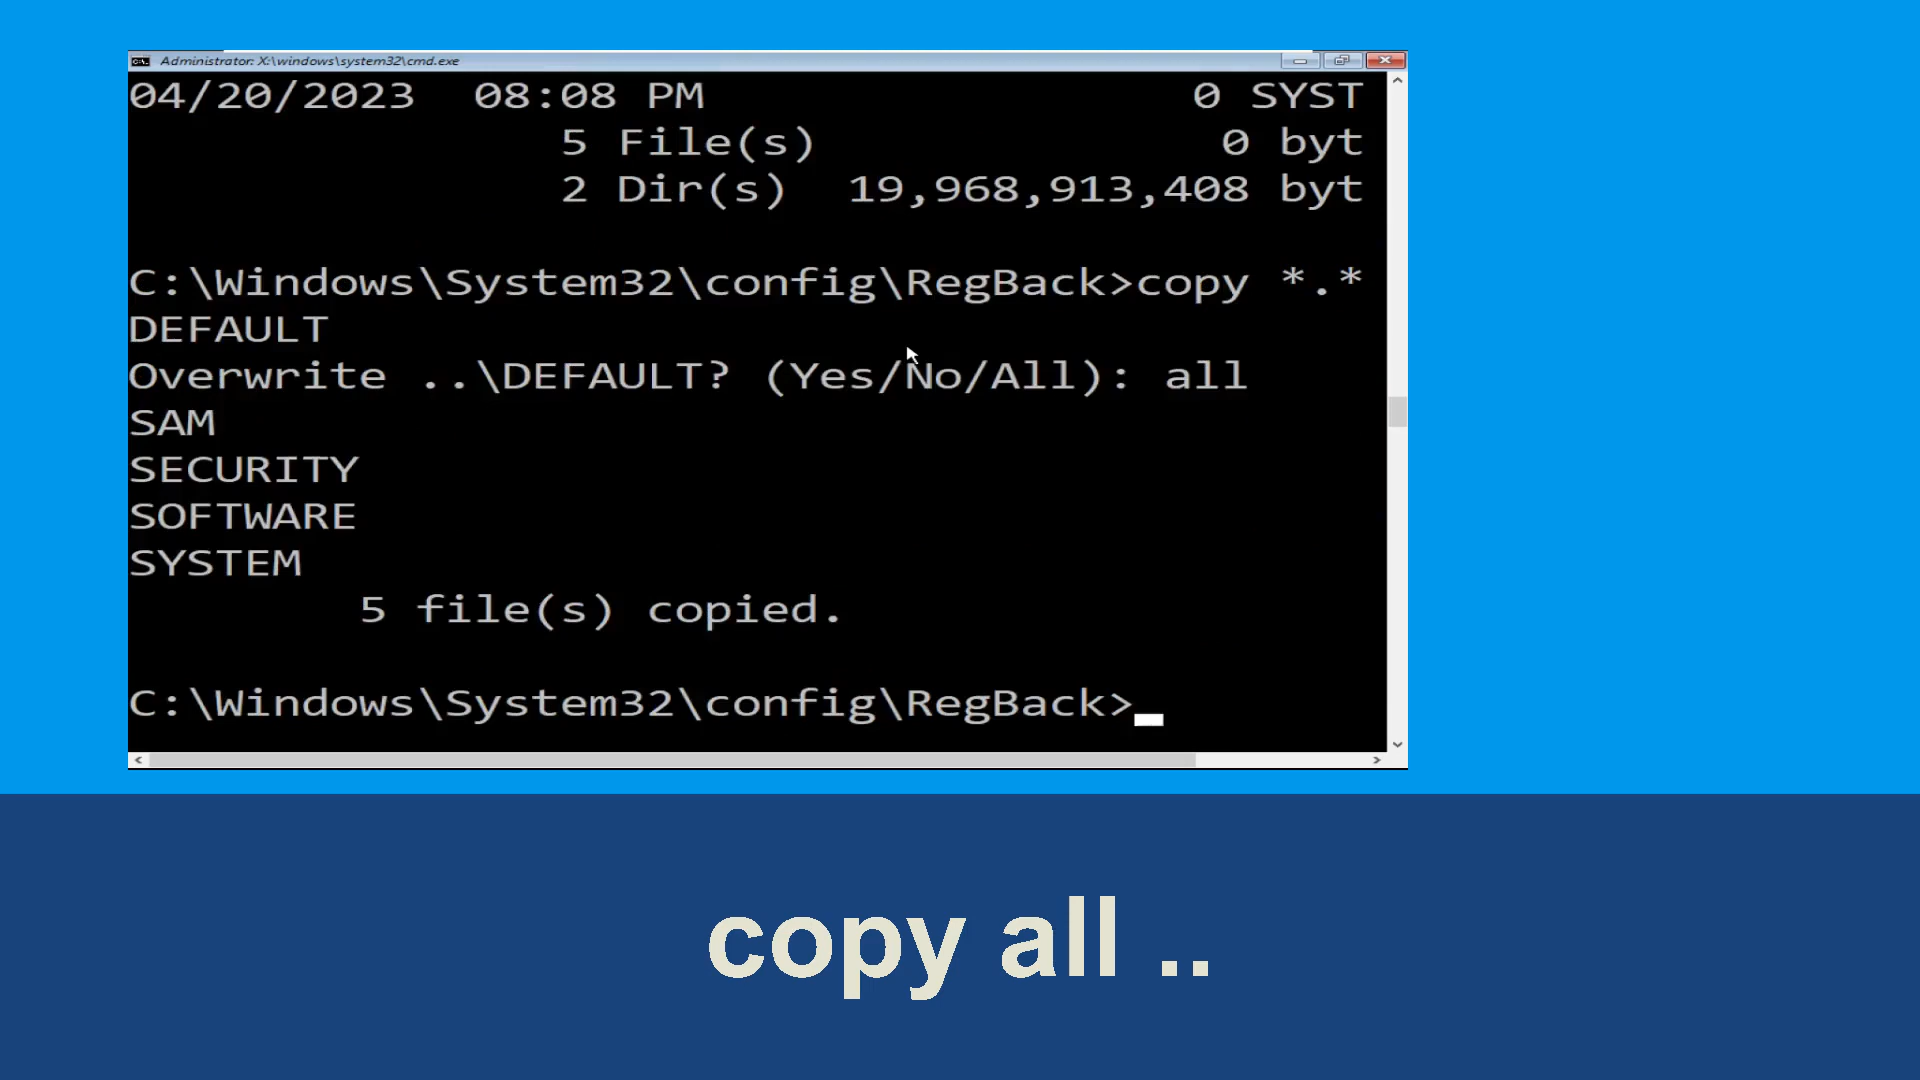 Administrator: X:\windows\system32\cmd.exe
04/20/2023 08:08 PM 0 SYST
5 File(s) 0 byt
2 Dir(s) 19,968,913,408 byt
C:\Windows\System32\config\RegBack>copy *.*
DEFAULT
Overwrite ..\DEFAULT? (Yes/No/All): all
SAM
SECURITY
SOFTWARE
SYSTEM
5 file(s) copied.
C:\Windows\System32\config\RegBack>
copy all ..